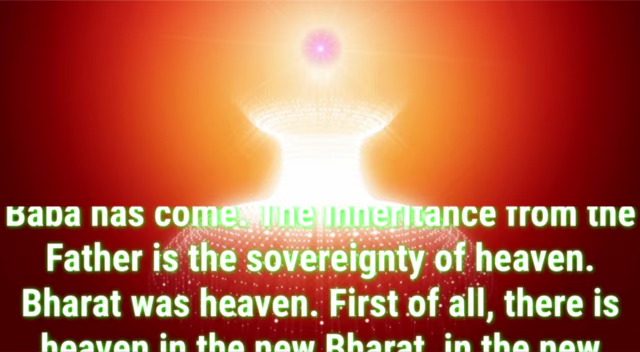 Baba has come. The inheritance from the
Father is the sovereignty of heaven.
Bharat was heaven. First of all, there is
heaven in the new Bharat, in the new